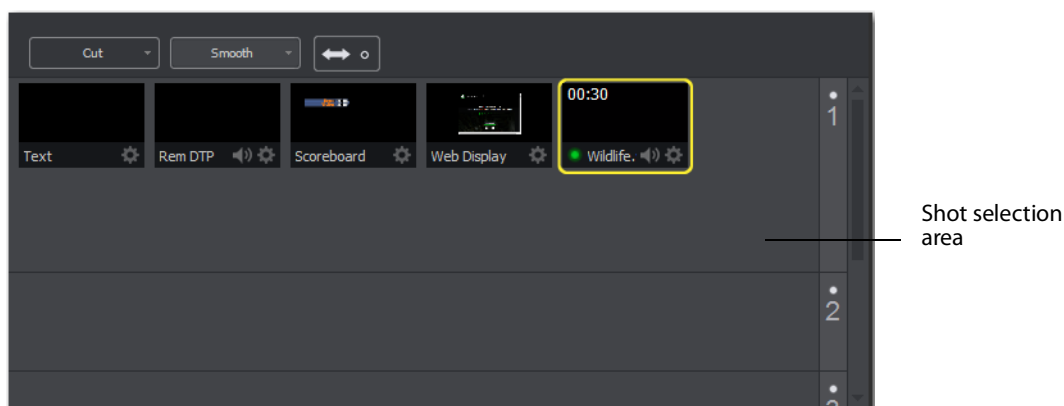 Cut
Smooth
00:30
Text
Rem DTP
Scoreboard
Web Display
Wildlife.
1
Shot selection
area
2